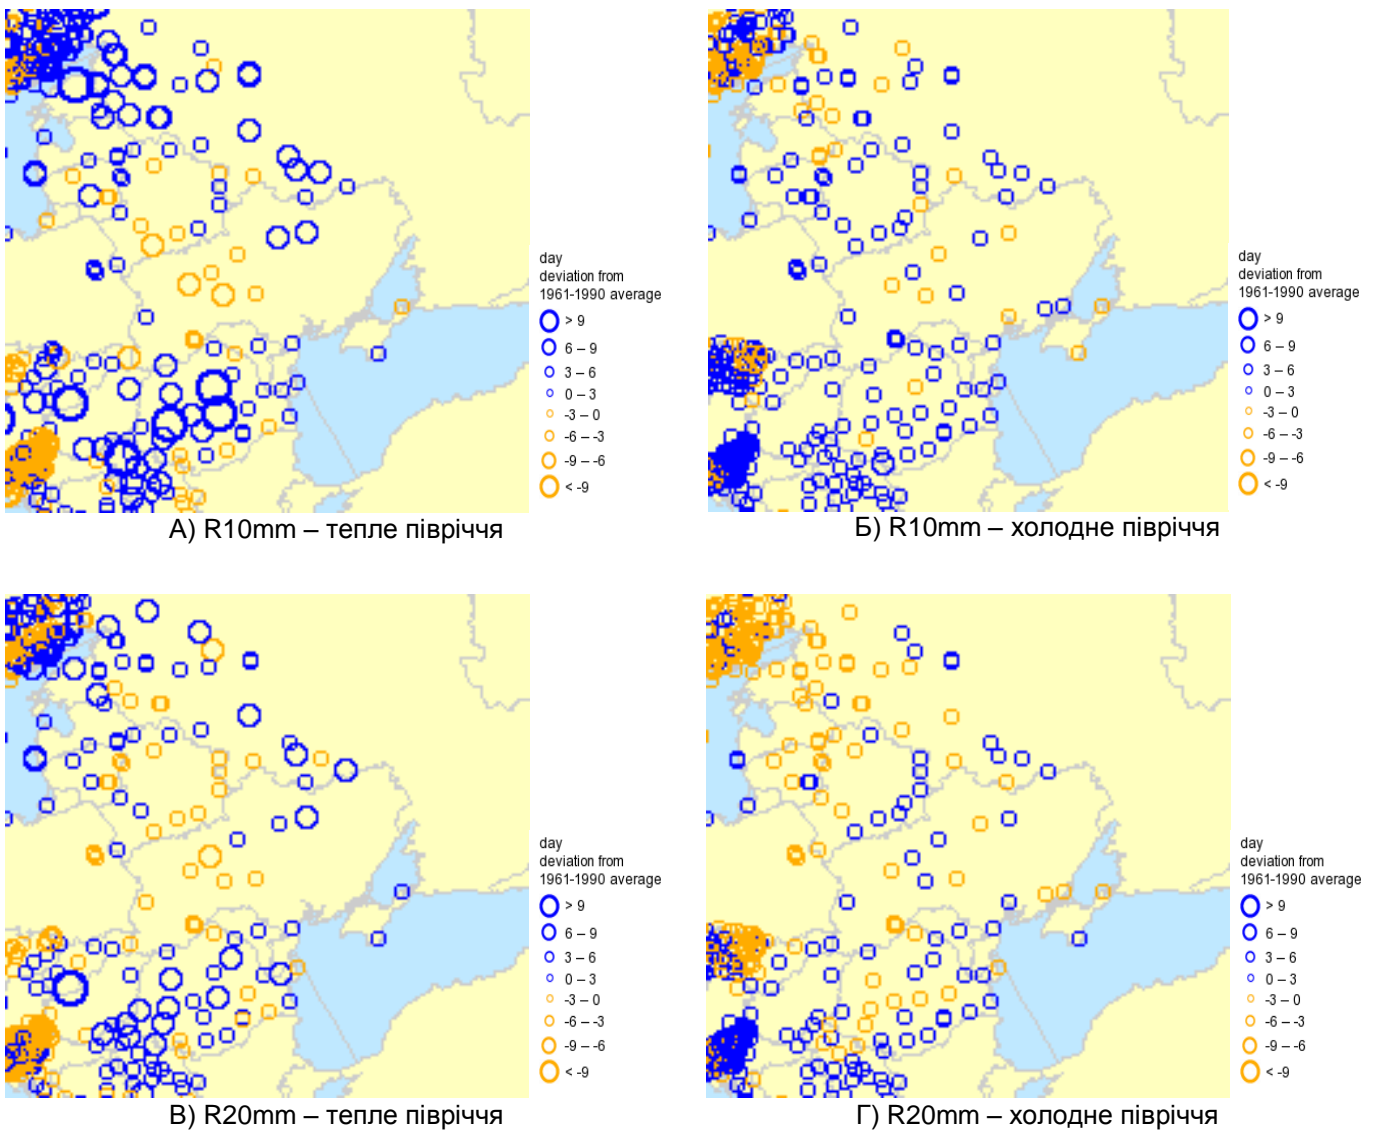 day
deviation from
1961-1990 average
> 9
6 – 9
3 – 6
0 – 3
-3 – 0
-6 – -3
-9 – -6
< -9
А) R10mm – тепле півріччя
day
deviation from
1961-1990 average
> 9
6 – 9
3 – 6
0 – 3
-3 – 0
-6 – -3
-9 – -6
< -9
Б) R10mm – холодне півріччя
day
deviation from
1961-1990 average
> 9
6 – 9
3 – 6
0 – 3
-3 – 0
-6 – -3
-9 – -6
< -9
В) R20mm – тепле півріччя
day
deviation from
1961-1990 average
> 9
6 – 9
3 – 6
0 – 3
-3 – 0
-6 – -3
-9 – -6
< -9
Г) R20mm – холодне півріччя